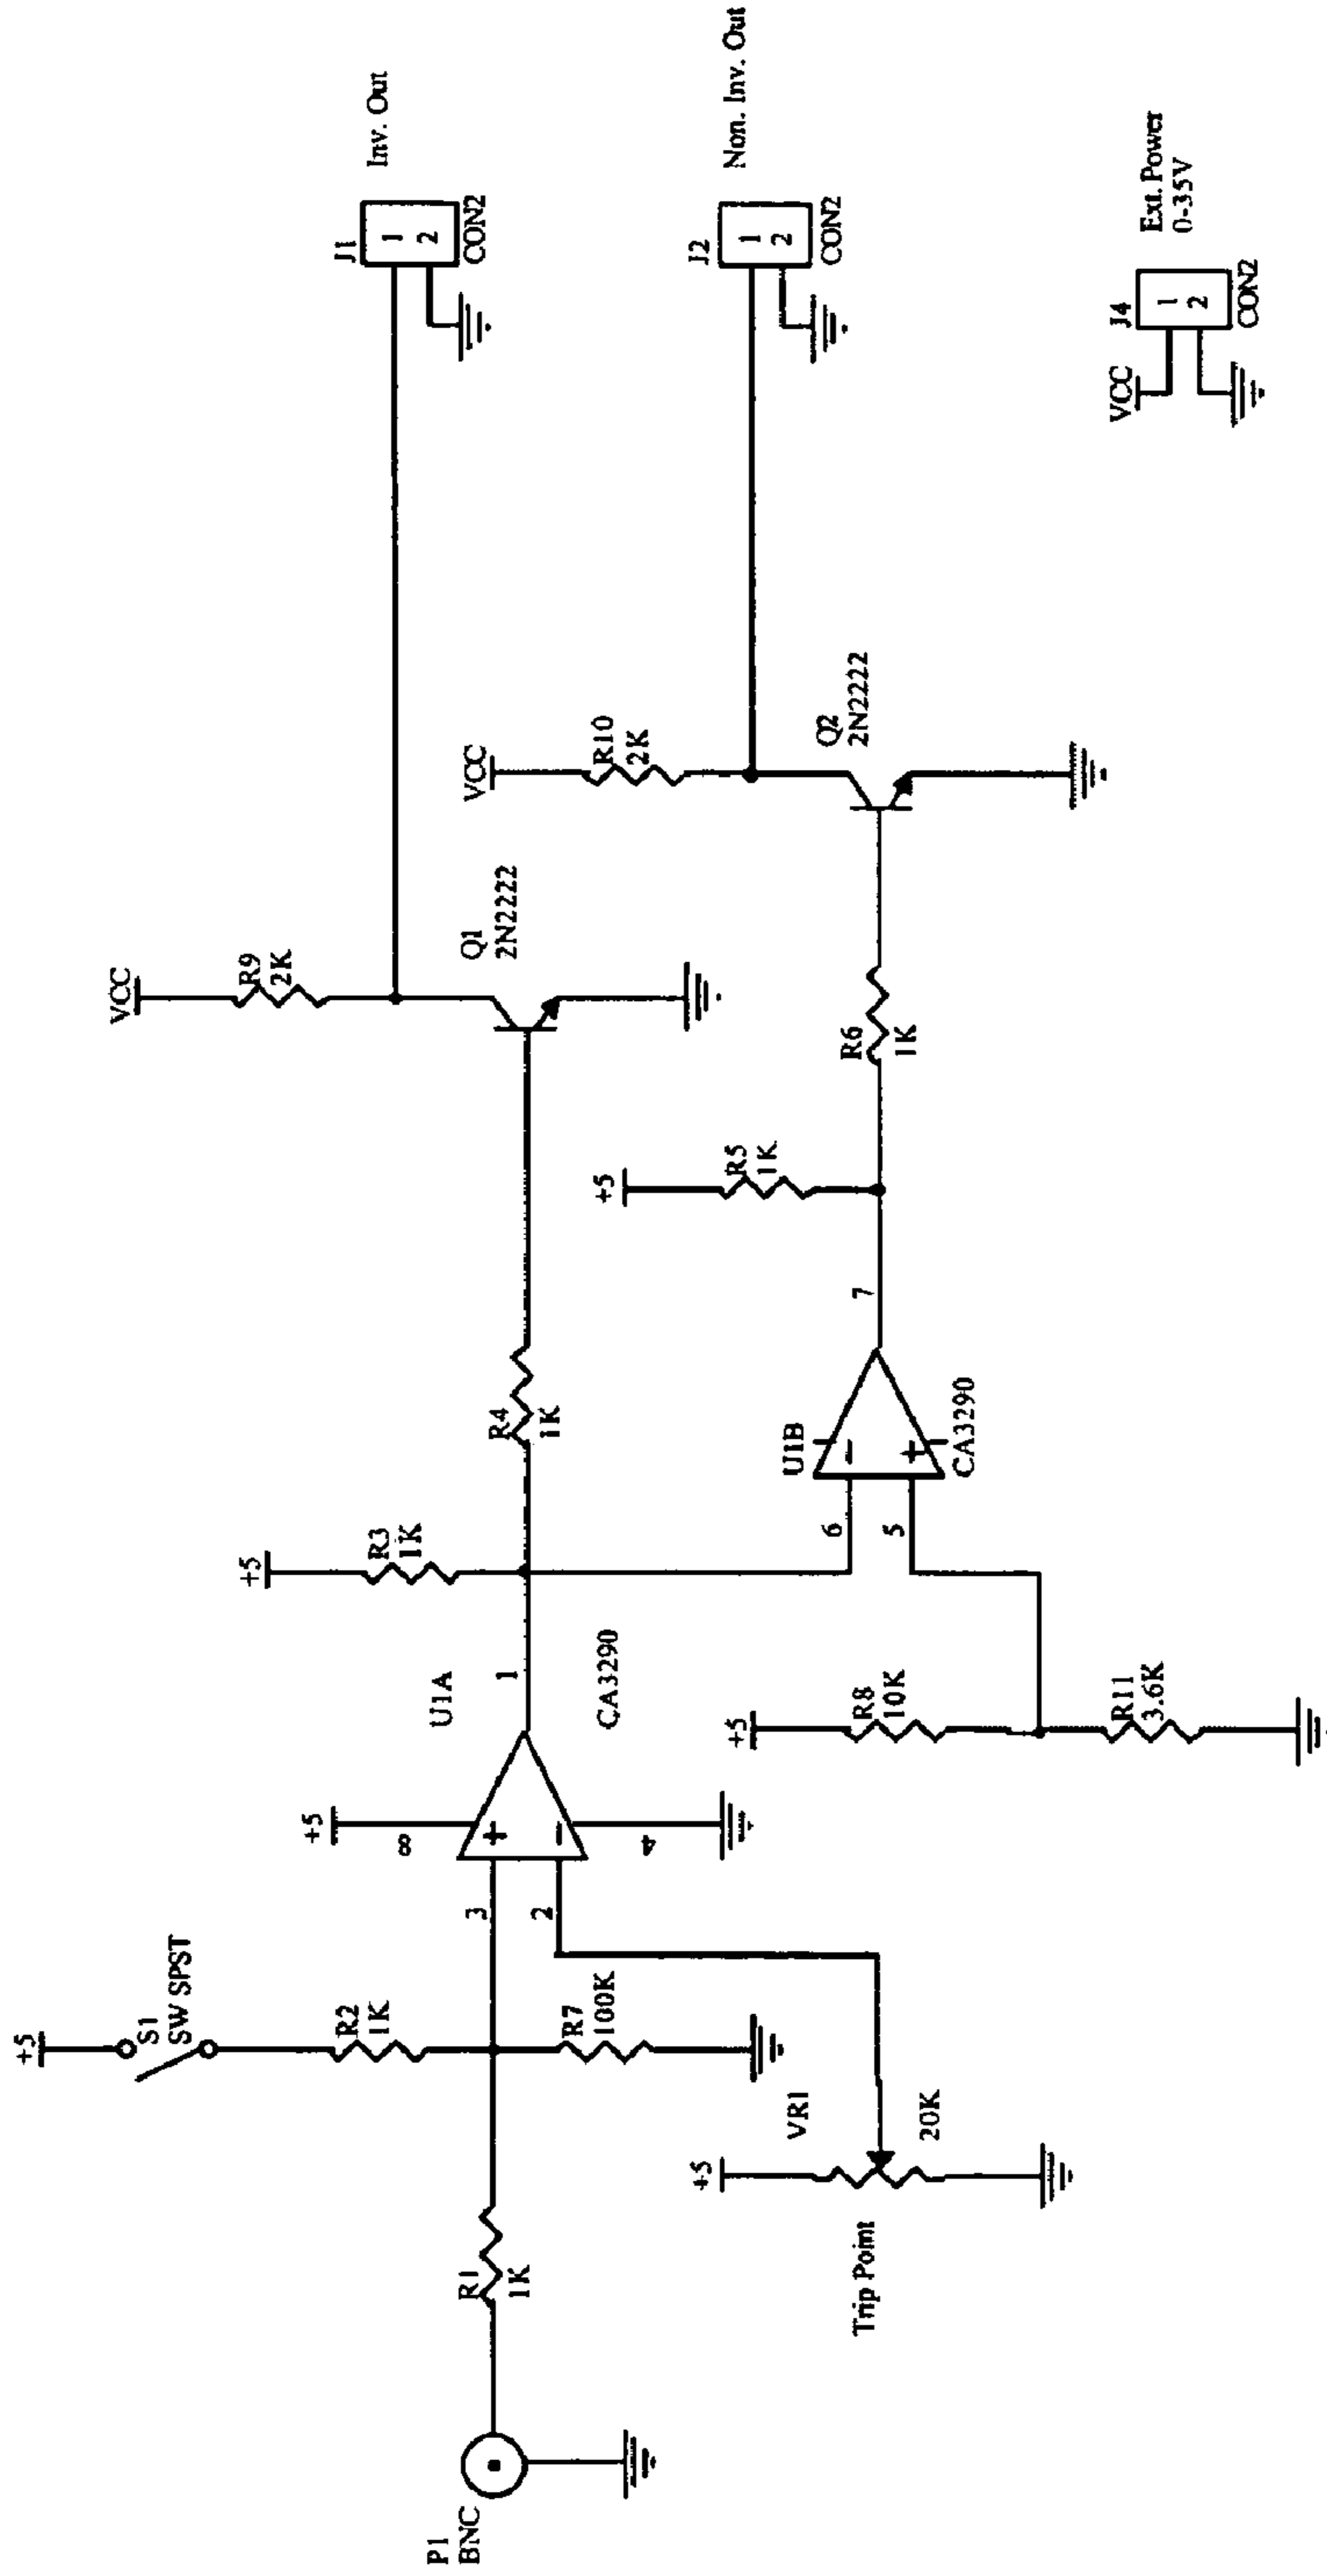 P1
BNC
R1
1K
+5
S1
SW SPST
R2
1K
R7
100K
+5
VR1
20K
Trip Point
3
2
+5
8
4
U1A
1
CA3290
+5
R8
10K
R11
3.6K
+5
R3
1K
R4
1K
6
5
U1B
CA3290
7
+5
R5
1K
R6
1K
VCC
R9
2K
Q1
2N2222
VCC
R10
2K
Q2
2N2222
J1
1
2
CON2
Inv. Out
J2
1
2
CON2
Non. Inv. Out
VCC
J4
1
2
CON2
Ext. Power
0-35V